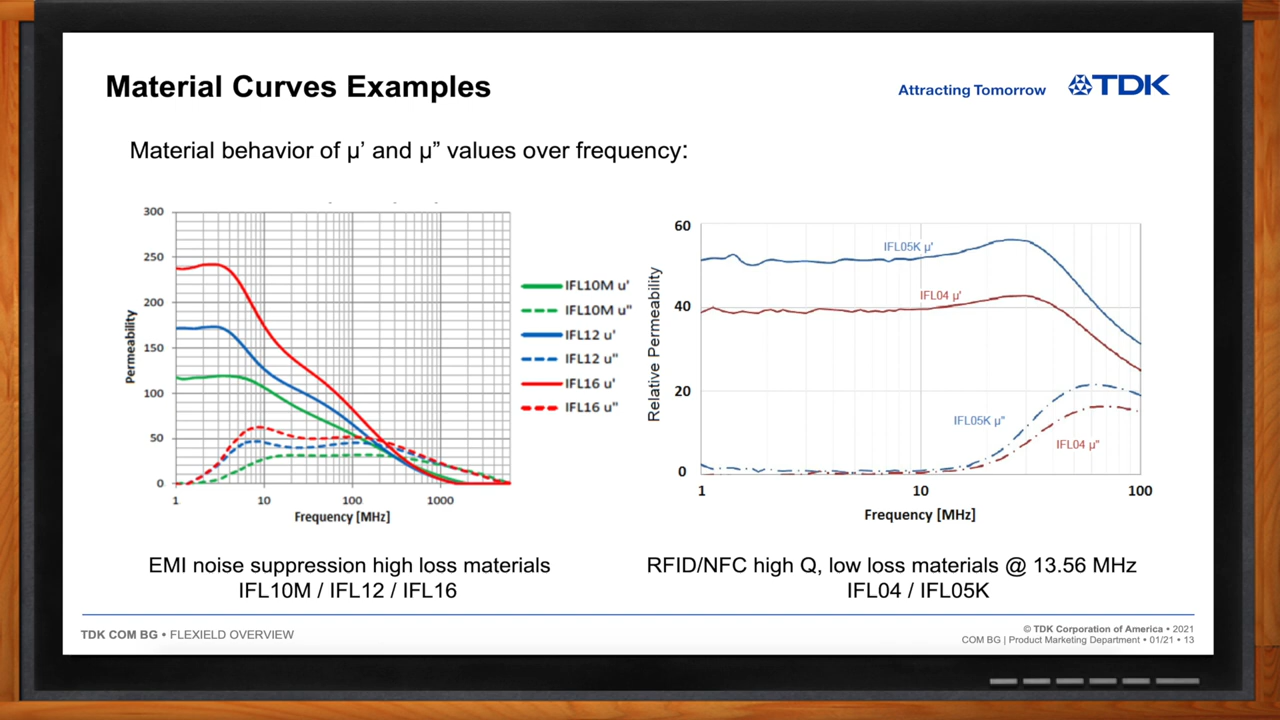 Material Curves Examples
Attracting Tomorrow
TDK
Material behavior of µ’ and µ” values over frequency:
300
250
200
150
100
50
0
Permeability
1
10
100
1000
Frequency [MHz]
IFL10M u'
IFL10M u"
IFL12 u'
IFL12 u"
IFL16 u'
IFL16 u"
60
40
20
0
Relative Permeability
IFL05K µ'
IFL04 µ'
IFL05K µ"
IFL04 µ"
1
10
100
Frequency [MHz]
EMI noise suppression high loss materials
IFL10M / IFL12 / IFL16
RFID/NFC high Q, low loss materials @ 13.56 MHz
IFL04 / IFL05K
TDK COM BG • FLEXIELD OVERVIEW
© TDK Corporation of America • 2021
COM BG | Product Marketing Department • 01/21 • 13